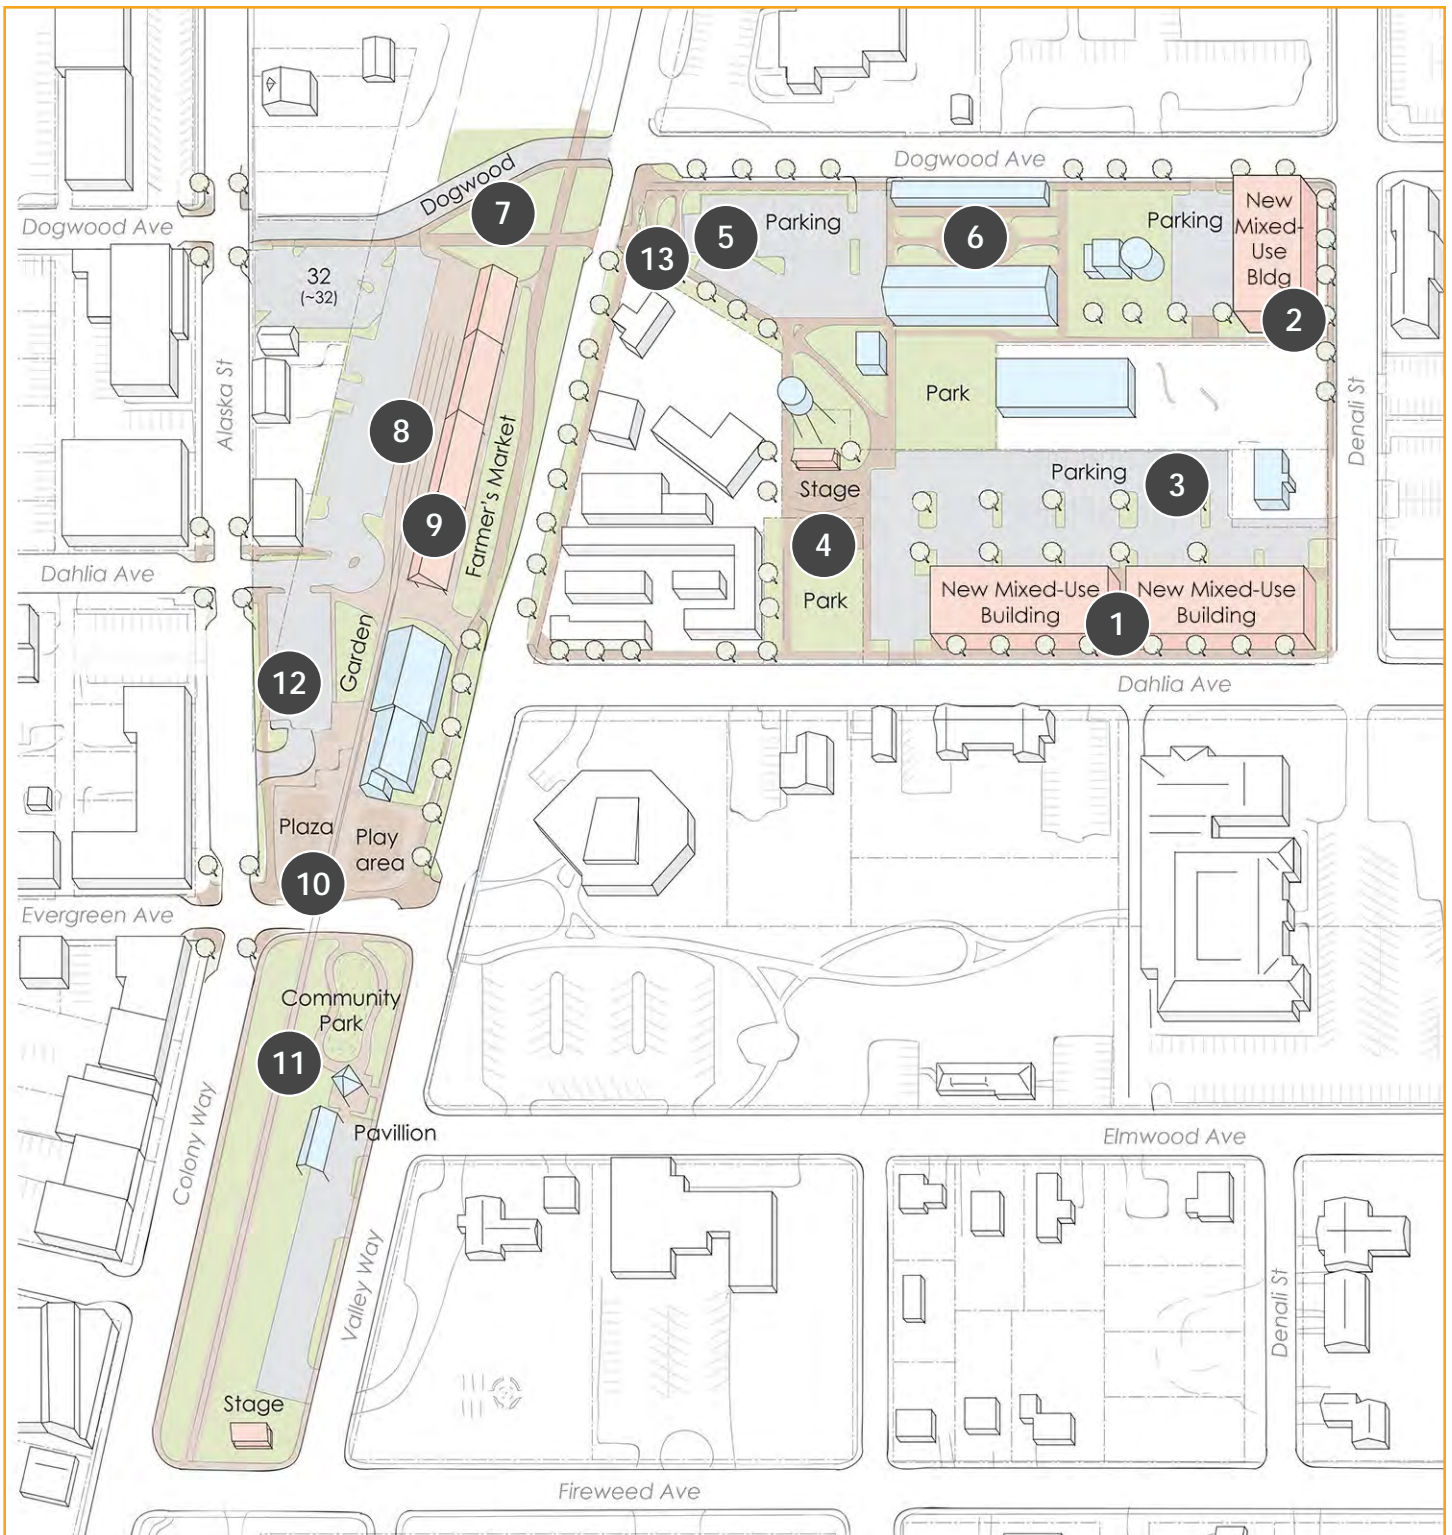 Dogwood Ave
Dogwood
7
Parking
5
6
Parking
New
Mixed-
Use
Bldg
2
Dogwood Ave
13
32
(~32)
Alaska St
8
Park
Denali St
Farmer's Market
9
Parking
3
Stage
4
Park
New Mixed-Use
Building
1
New Mixed-Use
Building
Dahlia Ave
Garden
12
Dahlia Ave
Plaza
Play
area
10
Evergreen Ave
Community
Park
11
Pavillion
Elmwood Ave
Colony Way
Valley Way
Denali St
Stage
Fireweed Ave